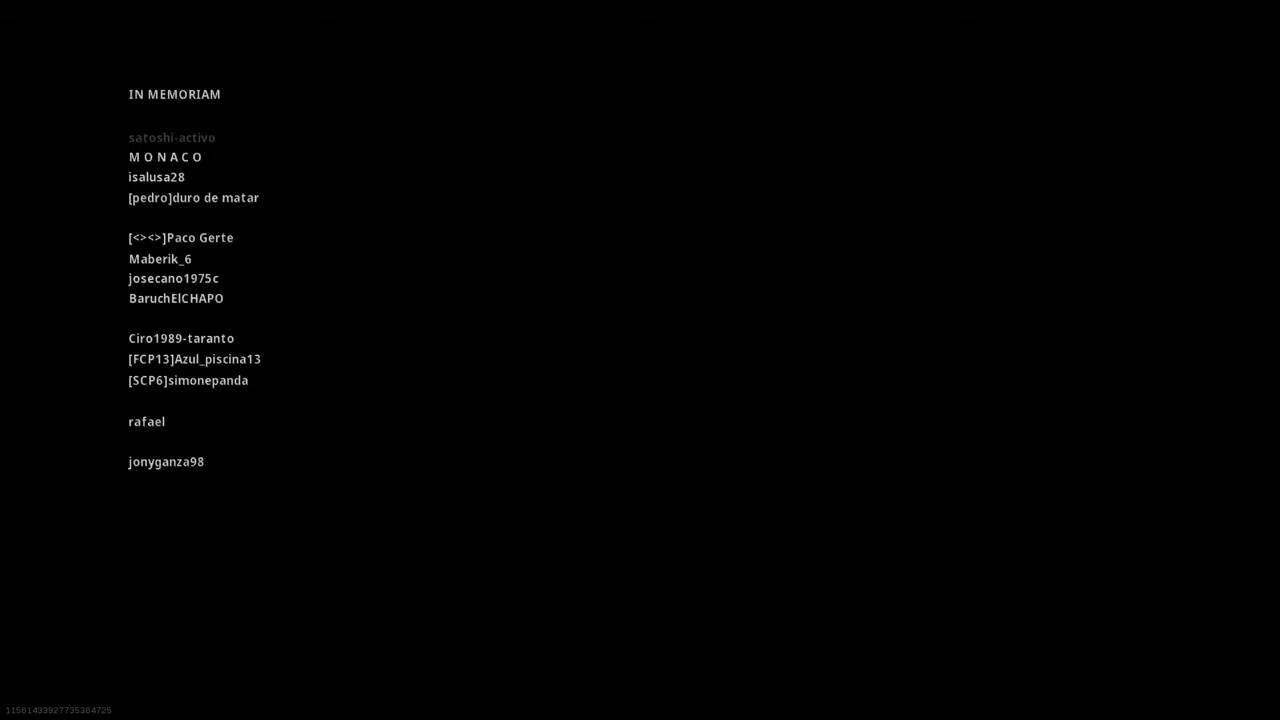 IN MEMORIAM
satoshi-activo
M O N A C O
isalusa28
[pedro]duro de matar
[<><>]Paco Gerte
Maberik_6
josecano1975c
BaruchElCHAPO
Ciro1989-taranto
[FCP13]Azul_piscina13
[SCP6]simonepanda
rafael
jonyganza98
11561433927735364725